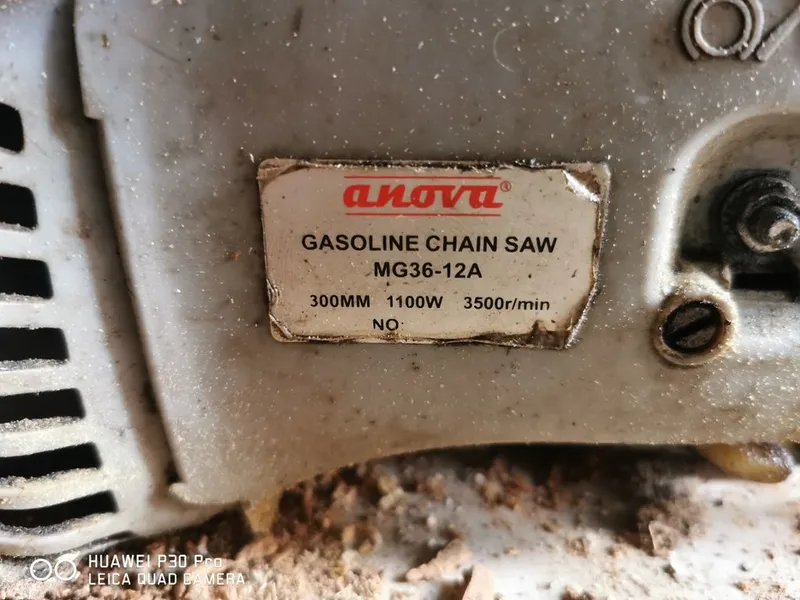 anova®
GASOLINE CHAIN SAW
MG36-12A
300MM 1100W 3500r/min
NO:
HUAWEI P30 Pro
LEICA QUAD CAMERA